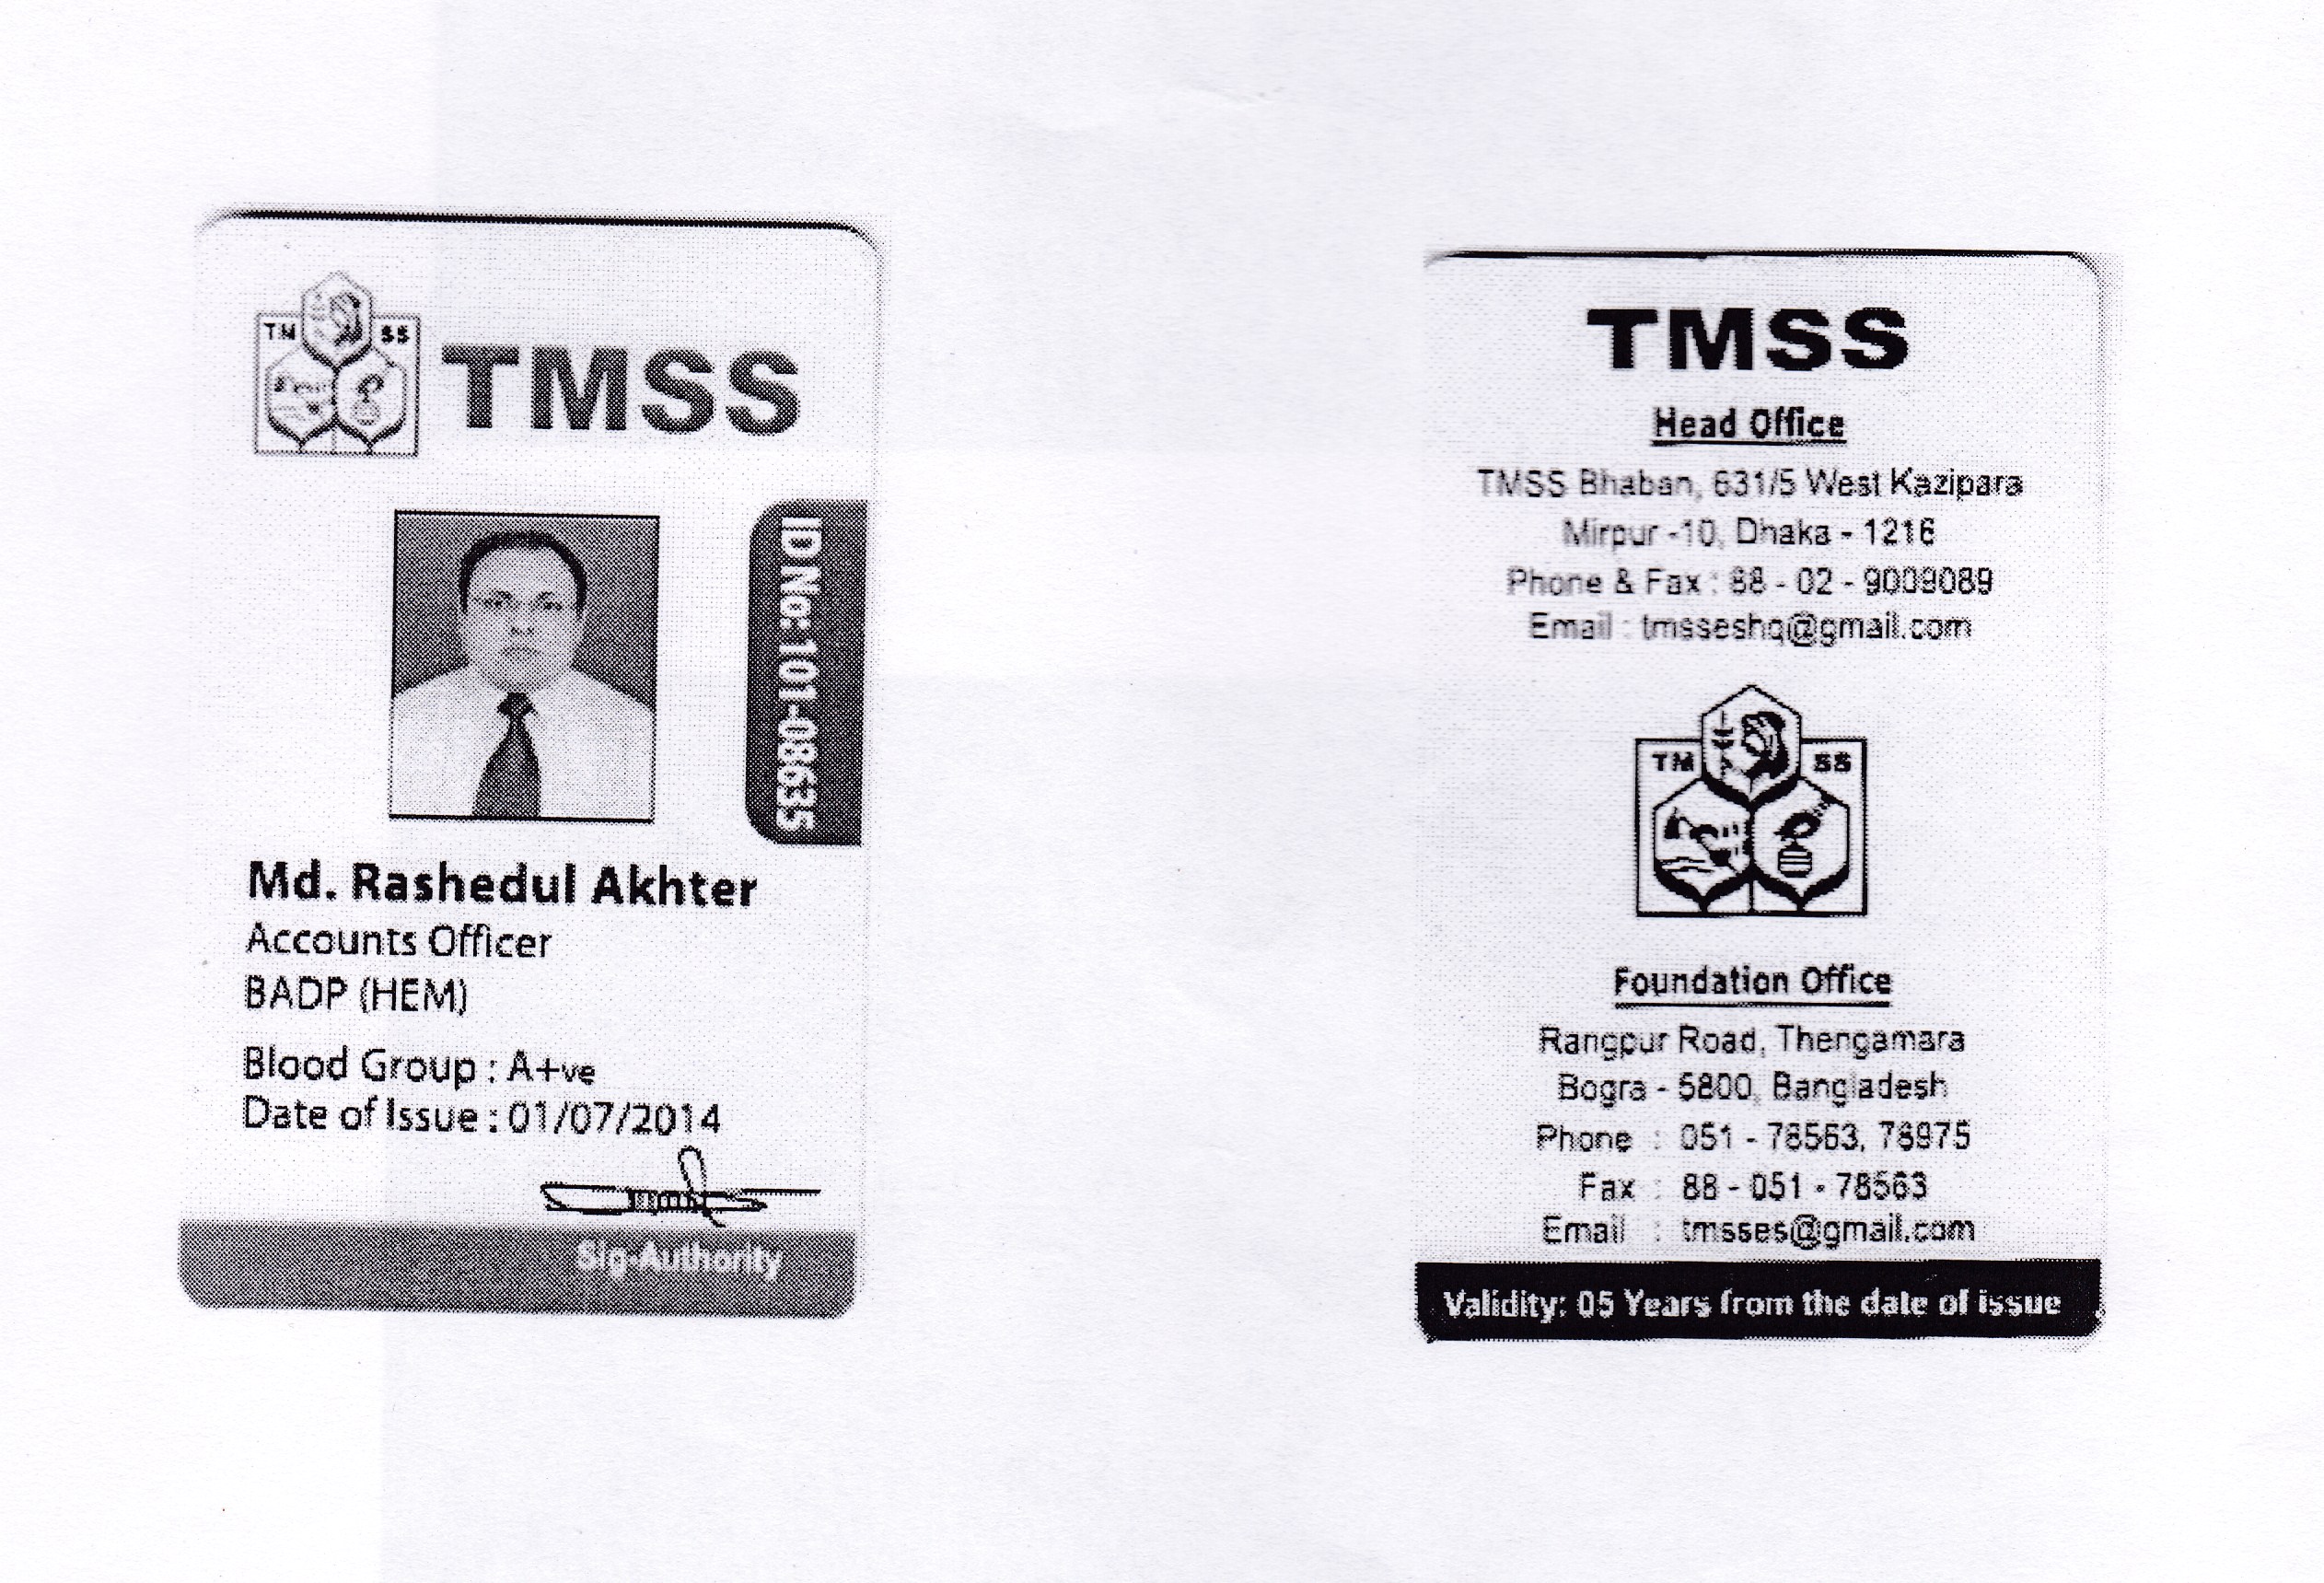 TM SS
TMSS
ID No: 101-08635
Md. Rashedul Akhter
Accounts Officer
BADP (HEM)
Blood Group : A+ve
Date of Issue : 01/07/2014
Sig-Authority
TMSS
Head Office
TMSS Bhaban, 631/5 West Kazipara
Mirpur -10, Dhaka - 1216
Phone & Fax : 88 - 02 - 9009089
Email : tmsseshq@gmail.com
TM SS
Foundation Office
Rangpur Road, Thengamara
Bogra - 5800, Bangladesh
Phone : 051 - 78563, 78975
Fax : 88 - 051 - 78563
Email : tmsses@gmail.com
Validity: 05 Years from the date of issue